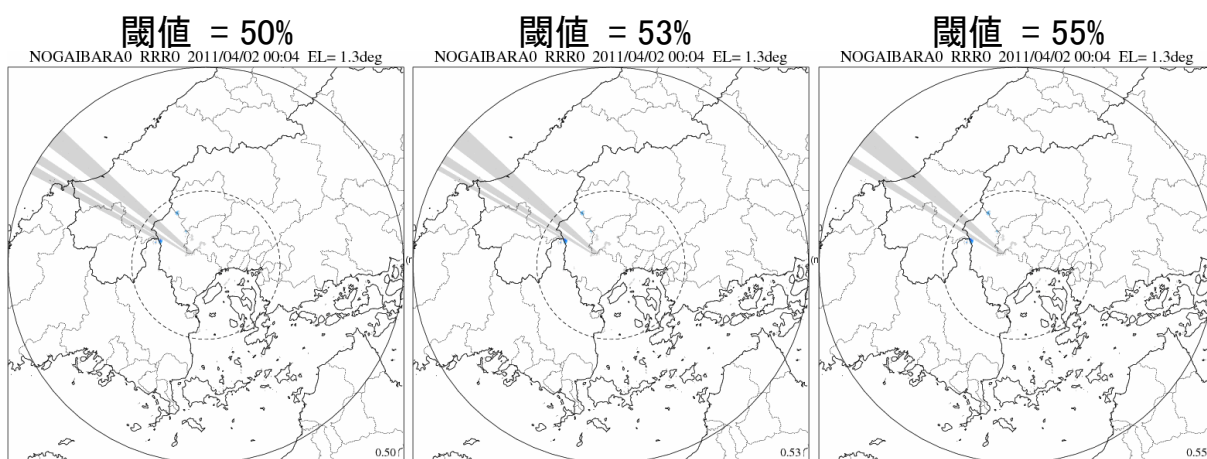 閾値 = 50%
NOGAIBARA0 RRR0 2011/04/02 00:04 EL= 1.3deg
0.50
閾値 = 53%
NOGAIBARA0 RRR0 2011/04/02 00:04 EL= 1.3deg
0.53
閾値 = 55%
NOGAIBARA0 RRR0 2011/04/02 00:04 EL= 1.3deg
0.55